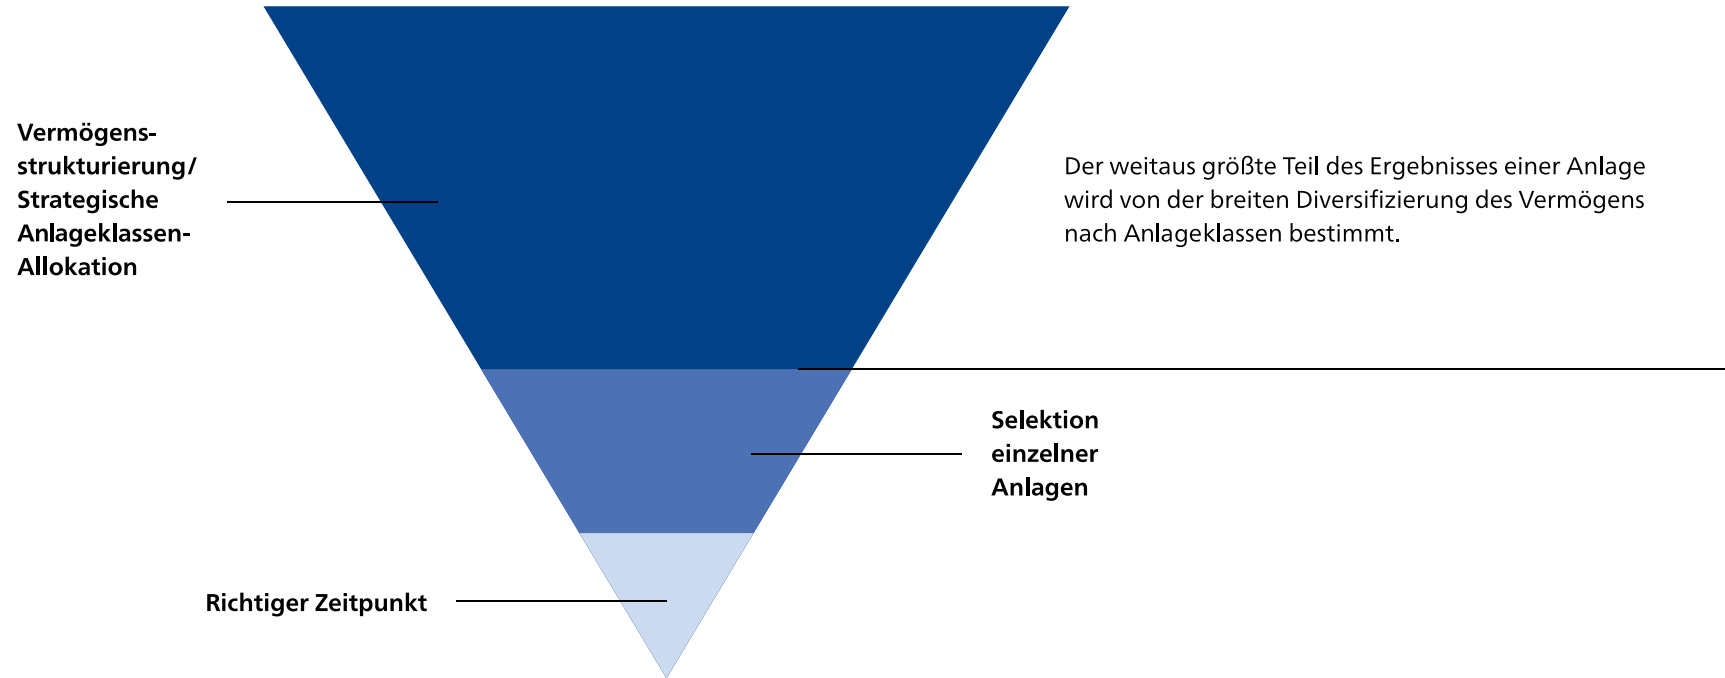 Vermögens-
strukturierung/
Strategische
Anlageklassen-
Allokation
Der weitaus größte Teil des Ergebnisses einer Anlage
wird von der breiten Diversifizierung des Vermögens
nach Anlageklassen bestimmt.
Selektion
einzelner
Anlagen
Richtiger Zeitpunkt